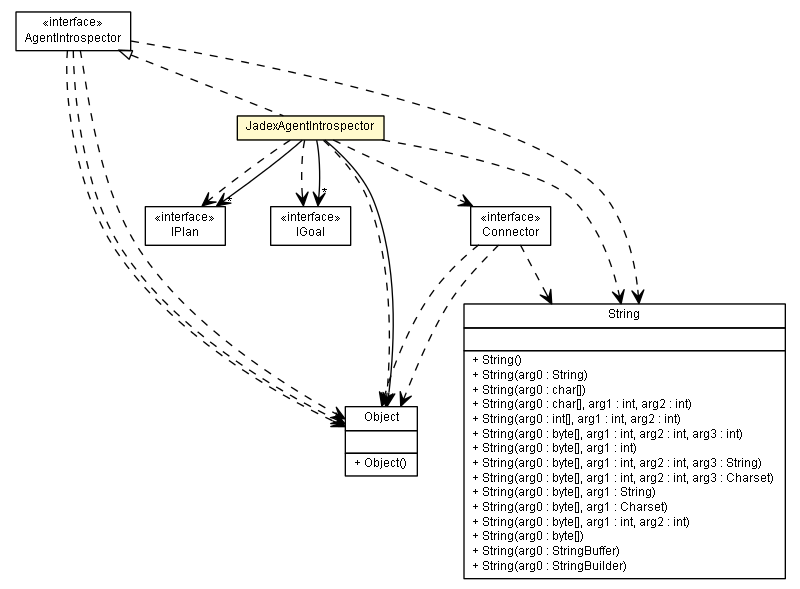 «interface»
AgentIntrospector
JadexAgentIntrospector
*
*
«interface»
IPlan
«interface»
IGoal
«interface»
Connector
String
+ String()
+ String(arg0 : String)
+ String(arg0 : char[])
+ String(arg0 : char[], arg1 : int, arg2 : int)
+ String(arg0 : int[], arg1 : int, arg2 : int)
+ String(arg0 : byte[], arg1 : int, arg2 : int, arg3 : int)
+ String(arg0 : byte[], arg1 : int)
+ String(arg0 : byte[], arg1 : int, arg2 : int, arg3 : String)
+ String(arg0 : byte[], arg1 : int, arg2 : int, arg3 : Charset)
+ String(arg0 : byte[], arg1 : String)
+ String(arg0 : byte[], arg1 : Charset)
+ String(arg0 : byte[], arg1 : int, arg2 : int)
+ String(arg0 : byte[])
+ String(arg0 : StringBuffer)
+ String(arg0 : StringBuilder)
Object
+ Object()